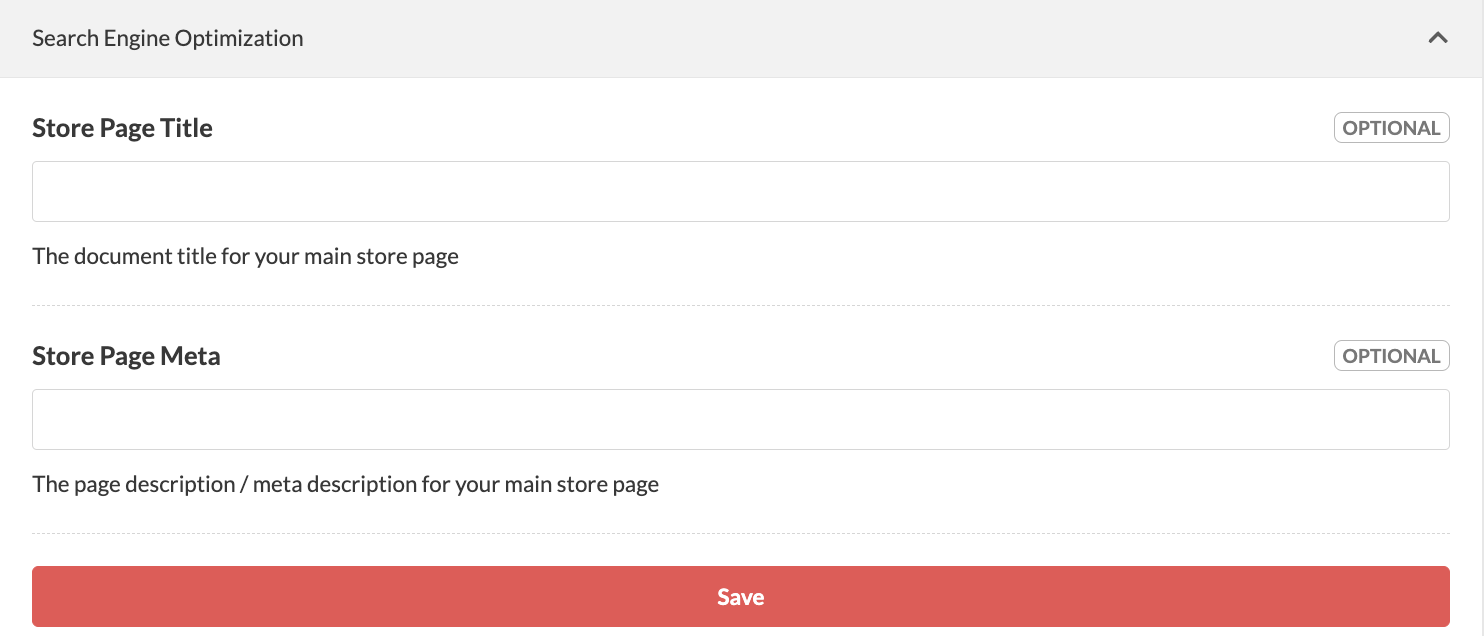 Search Engine Optimization
Store Page Title
OPTIONAL
The document title for your main store page
Store Page Meta
OPTIONAL
The page description / meta description for your main store page
Save